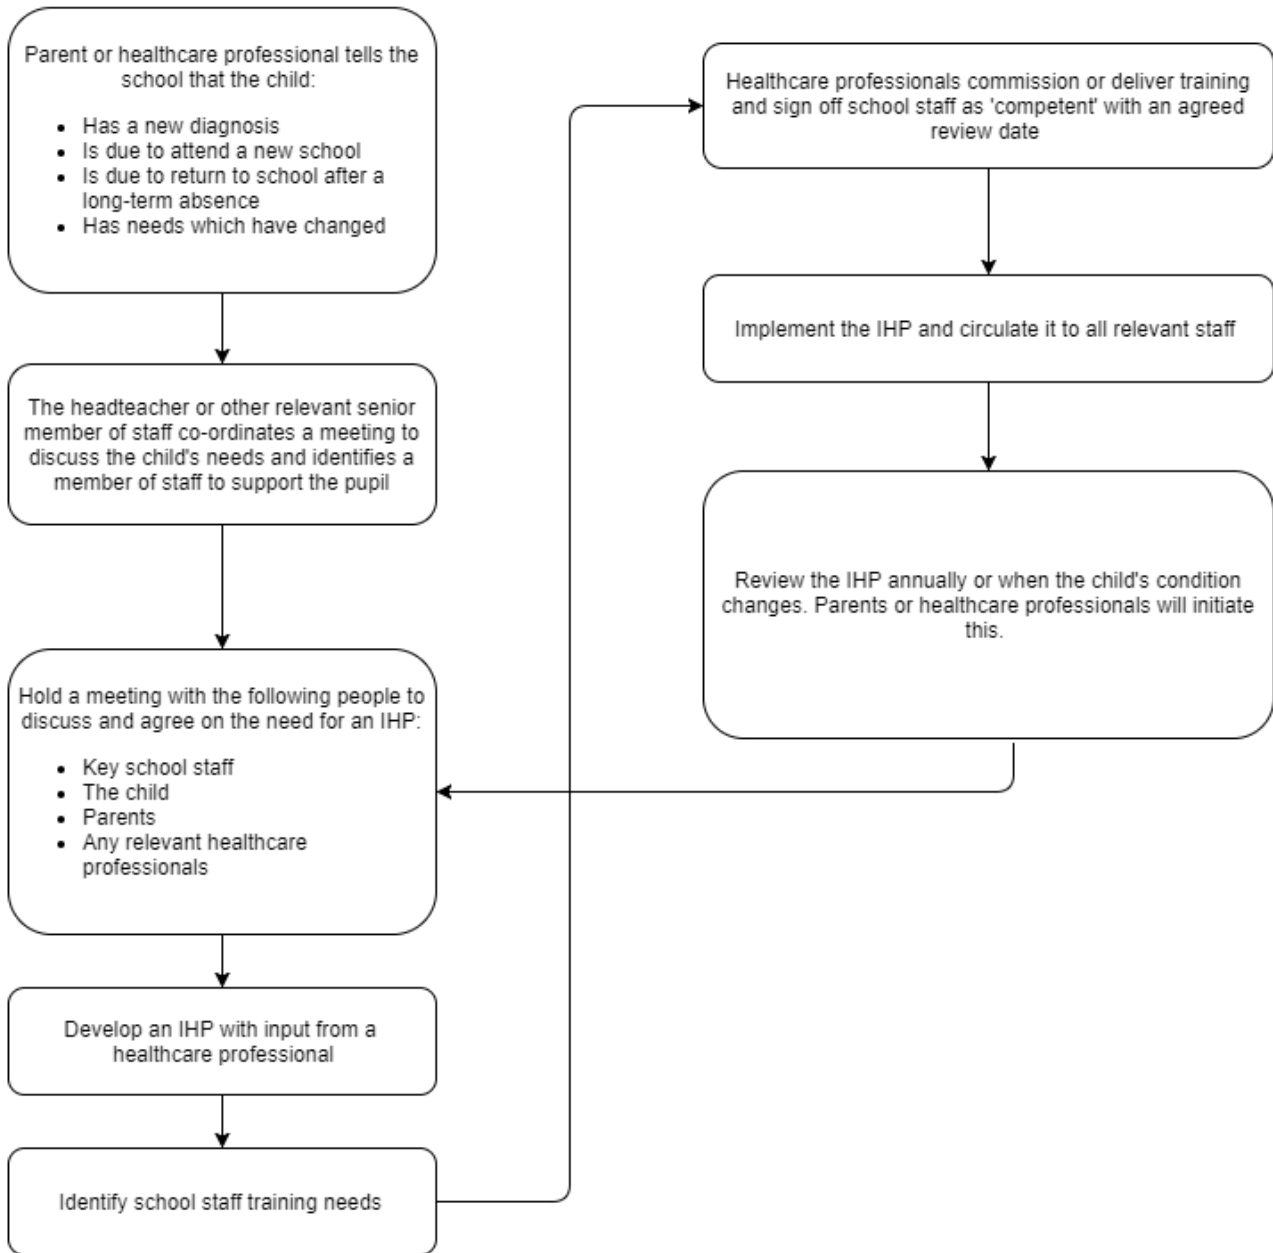 Parent or healthcare professional tells the
school that the child:
• Has a new diagnosis
• Is due to attend a new school
• Is due to return to school after a
long-term absence
• Has needs which have changed
The headteacher or other relevant senior
member of staff co-ordinates a meeting to
discuss the child's needs and identifies a
member of staff to support the pupil
Hold a meeting with the following people to
discuss and agree on the need for an IHP:
• Key school staff
• The child
• Parents
• Any relevant healthcare
professionals
Develop an IHP with input from a
healthcare professional
Identify school staff training needs
Healthcare professionals commission or deliver training
and sign off school staff as 'competent' with an agreed
review date
Implement the IHP and circulate it to all relevant staff
Review the IHP annually or when the child's condition
changes. Parents or healthcare professionals will initiate
this.